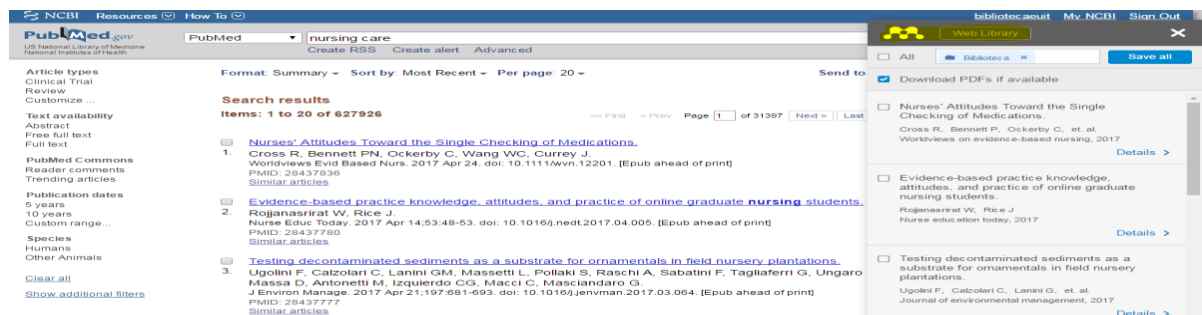 NCBI Resources How To bibliotecaeuit My NCBI Sign Out
PubMed.gov
US National Library of Medicine
National Institutes of Health
PubMed nursing care
Create RSS Create alert Advanced
Article types
Clinical Trial
Review
Customize ...
Text availability
Abstract
Free full text
Full text
PubMed Commons
Reader comments
Trending articles
Publication dates
5 years
10 years
Custom range...
Species
Humans
Other Animals
Clear all
Show additional filters
Format: Summary Sort by: Most Recent Per page: 20 Send to
Search results
Items: 1 to 20 of 627926
<< First < Prev Page 1 of 31397 Next > Last
Nurses' Attitudes Toward the Single Checking of Medications.
1. Cross R, Bennett PN, Ockerby C, Wang WC, Currey J.
Worldviews Evid Based Nurs. 2017 Apr 24. doi: 10.1111/wvn.12201. [Epub ahead of print]
PMID: 28437836
Similar articles
Evidence-based practice knowledge, attitudes, and practice of online graduate nursing students.
2. Rojjanasrirat W, Rice J.
Nurse Educ Today. 2017 Apr 14;53:48-53. doi: 10.1016/j.nedt.2017.04.005. [Epub ahead of print]
PMID: 28437780
Similar articles
Testing decontaminated sediments as a substrate for ornamentals in field nursery plantations.
3. Ugolini F, Calzolari C, Lanini GM, Massetti L, Pollaki S, Raschi A, Sabatini F, Tagliaferri G, Ungaro
Massa D, Antonetti M, Izquierdo CG, Macci C, Masciandaro G.
J Environ Manage. 2017 Apr 21;197:681-693. doi: 10.1016/j.jenvman.2017.03.064. [Epub ahead of print]
PMID: 28437777
Similar articles
Web Library ×
All Biblioteca × Save all
Download PDFs if available
Nurses' Attitudes Toward the Single
Checking of Medications.
Cross R, Bennett P, Ockerby C, et. al.
Worldviews on evidence-based nursing, 2017
Details >
Evidence-based practice knowledge,
attitudes, and practice of online graduate
nursing students.
Rojjanasrirat W, Rice J
Nurse education today, 2017
Details >
Testing decontaminated sediments as a
substrate for ornamentals in field nursery
plantations.
Ugolini F, Calzolari C, Lanini G, et. al.
Journal of environmental management, 2017
Details >